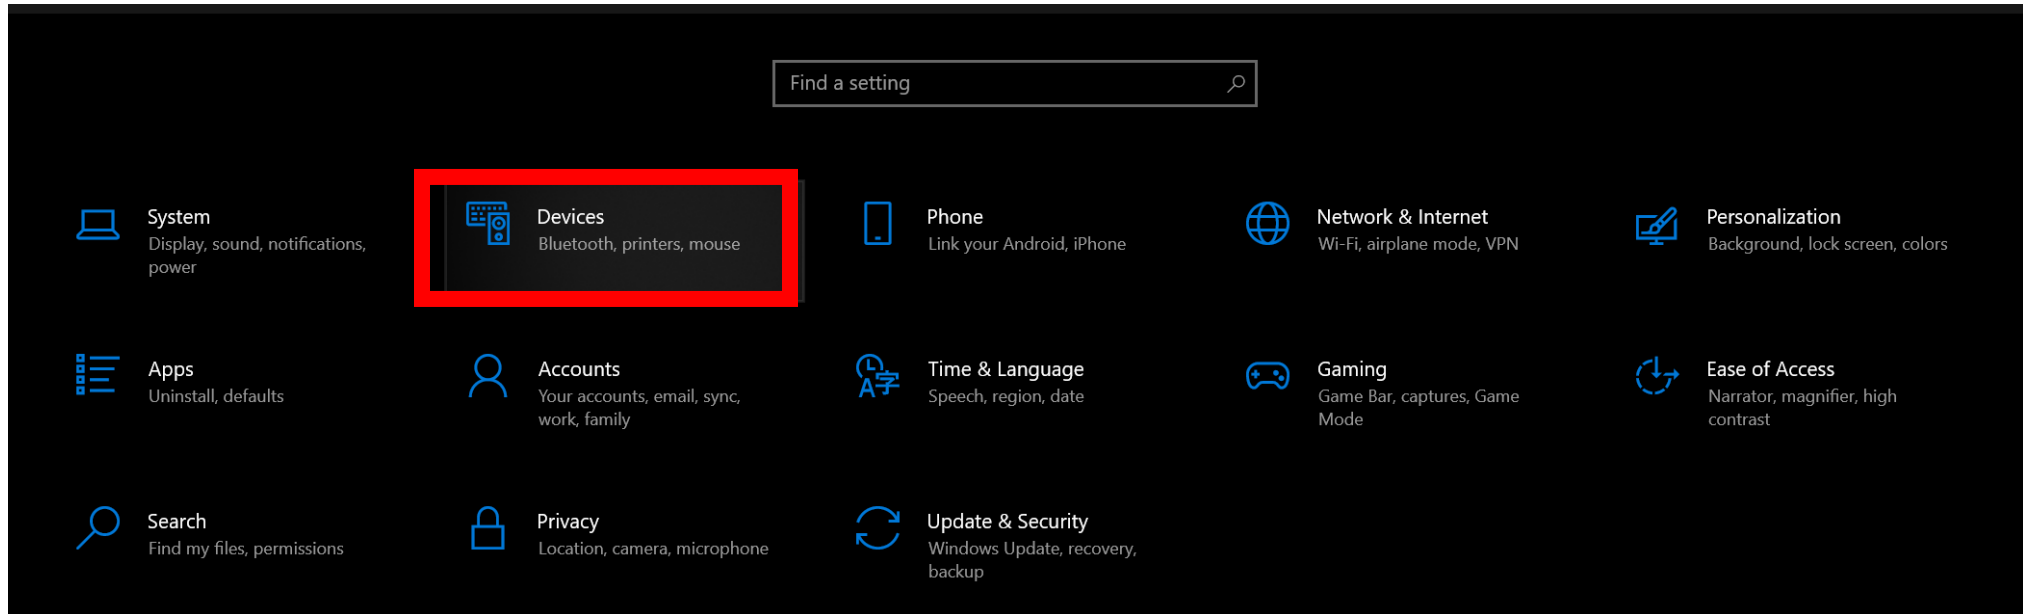 Find a setting
System
Display, sound, notifications,
power
Devices
Bluetooth, printers, mouse
Phone
Link your Android, iPhone
Network & Internet
Wi-Fi, airplane mode, VPN
Personalization
Background, lock screen, colors
Apps
Uninstall, defaults
Accounts
Your accounts, email, sync,
work, family
Time & Language
Speech, region, date
Gaming
Game Bar, captures, Game
Mode
Ease of Access
Narrator, magnifier, high
contrast
Search
Find my files, permissions
Privacy
Location, camera, microphone
Update & Security
Windows Update, recovery,
backup